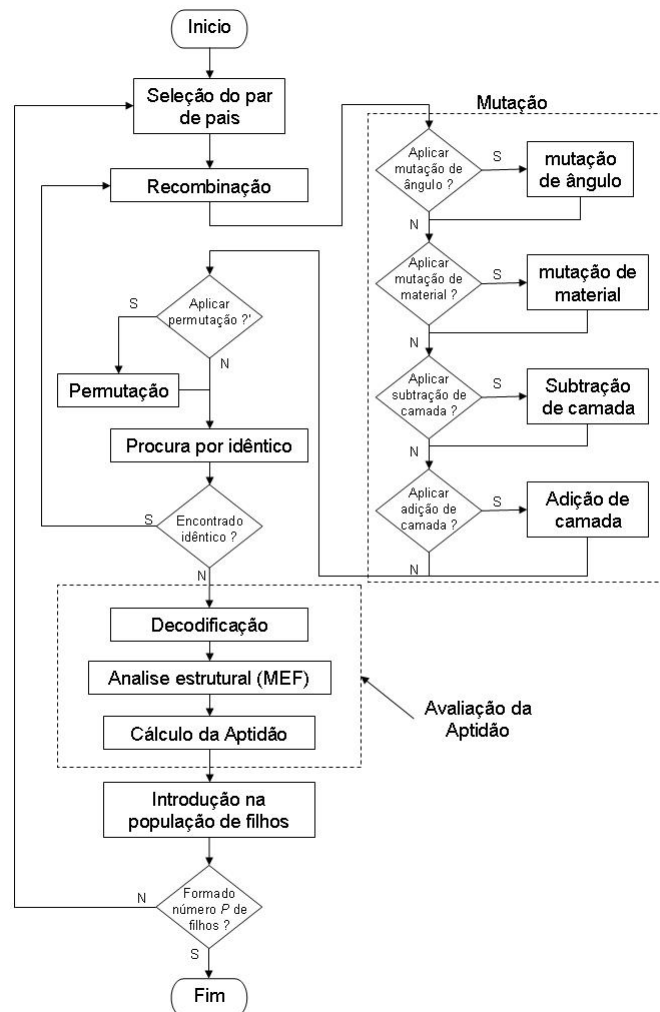 Inicio
Seleção do par
de pais
Recombinação
Mutação
Aplicar
mutação de
ângulo ?
S
mutação
de ângulo
N
Aplicar
mutação de
material ?
S
mutação de
material
N
Aplicar
subtração de
camada ?
S
Subtração
de camada
N
Aplicar
adição de
camada ?
S
Adição de
camada
N
Aplicar
permutação ?'
S
N
Permutação
Procura por idêntico
Encontrado
idêntico ?
S
N
Decodificação
Analise estrutural (MEF)
Cálculo da Aptidão
Avaliação da
Aptidão
Introdução na
população de filhos
Formado
número P de
filhos ?
N
S
Fim